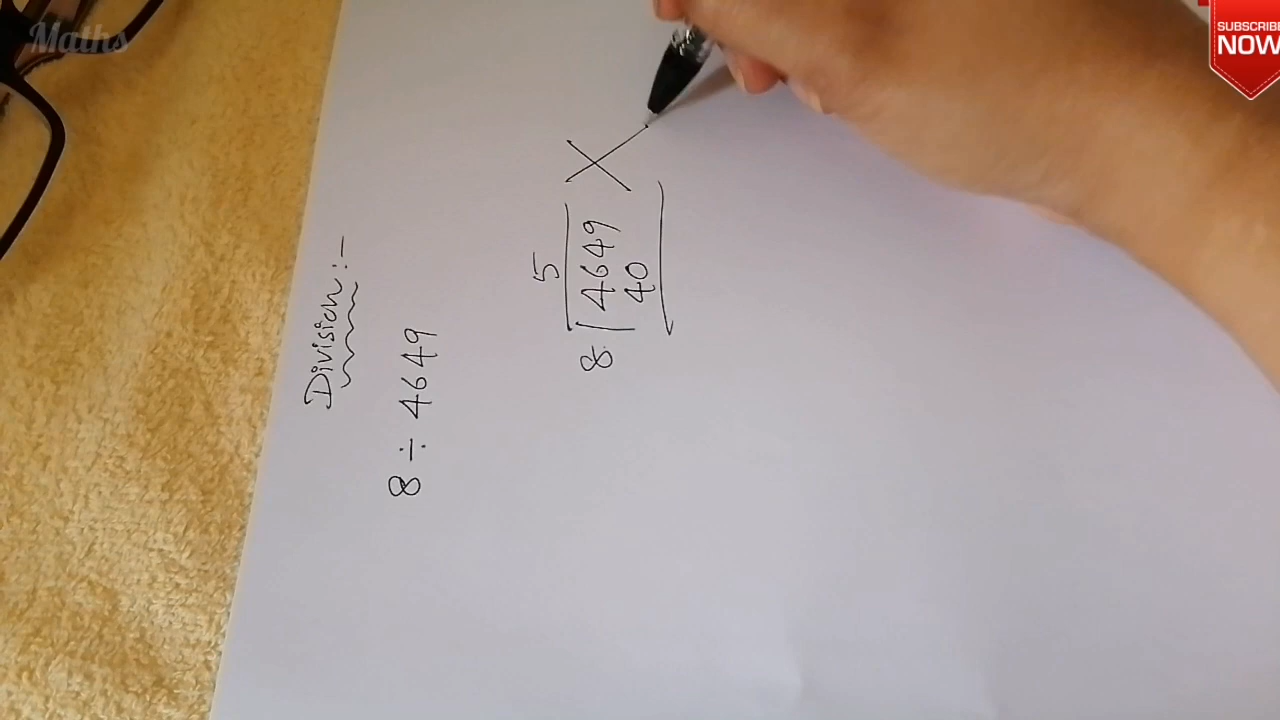 Maths
SUBSCRIBE
NOW
Division:-
8 ÷ 4649
5
8 4649
40
X